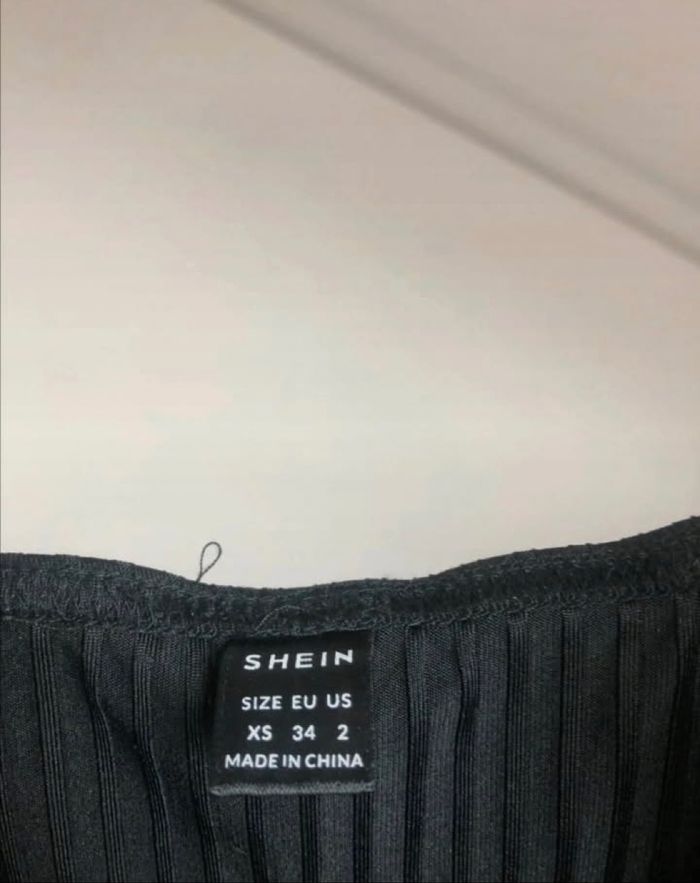 SHEIN
SIZE EU US
XS 34 2
MADE IN CHINA